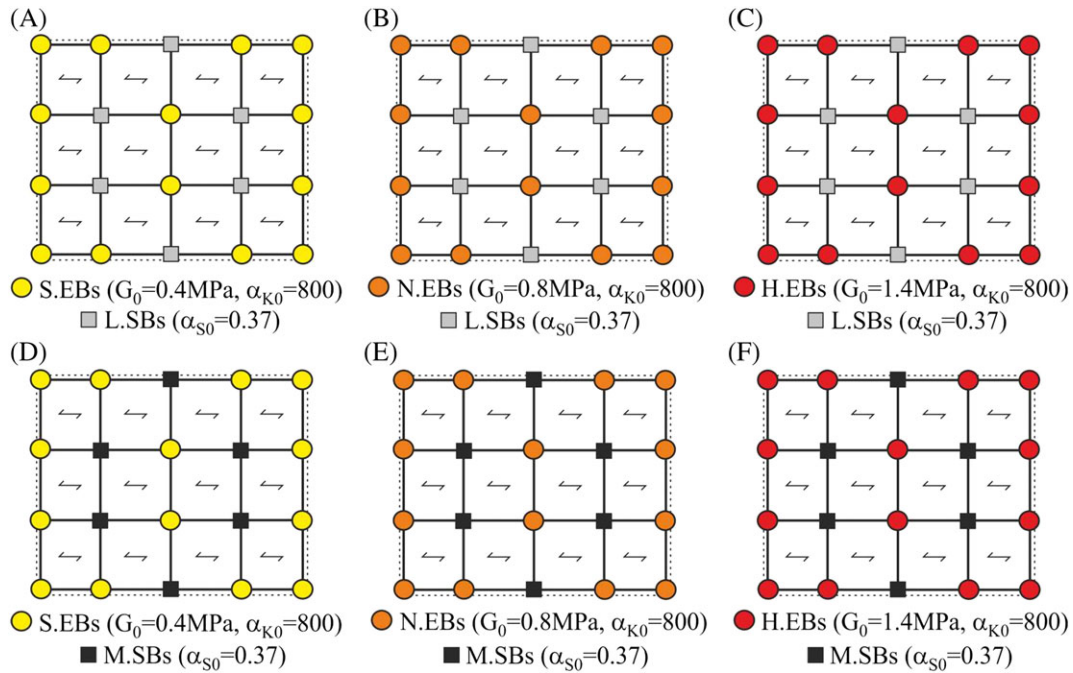 (A) (B) (C)
S.EBs (G₀=0.4MPa, αK0=800) N.EBs (G₀=0.8MPa, αK0=800) H.EBs (G₀=1.4MPa, αK0=800)
L.SBs (αS0=0.37) L.SBs (αS0=0.37) L.SBs (αS0=0.37)
(D) (E) (F)
S.EBs (G₀=0.4MPa, αK0=800) N.EBs (G₀=0.8MPa, αK0=800) H.EBs (G₀=1.4MPa, αK0=800)
M.SBs (αS0=0.37) M.SBs (αS0=0.37) M.SBs (αS0=0.37)